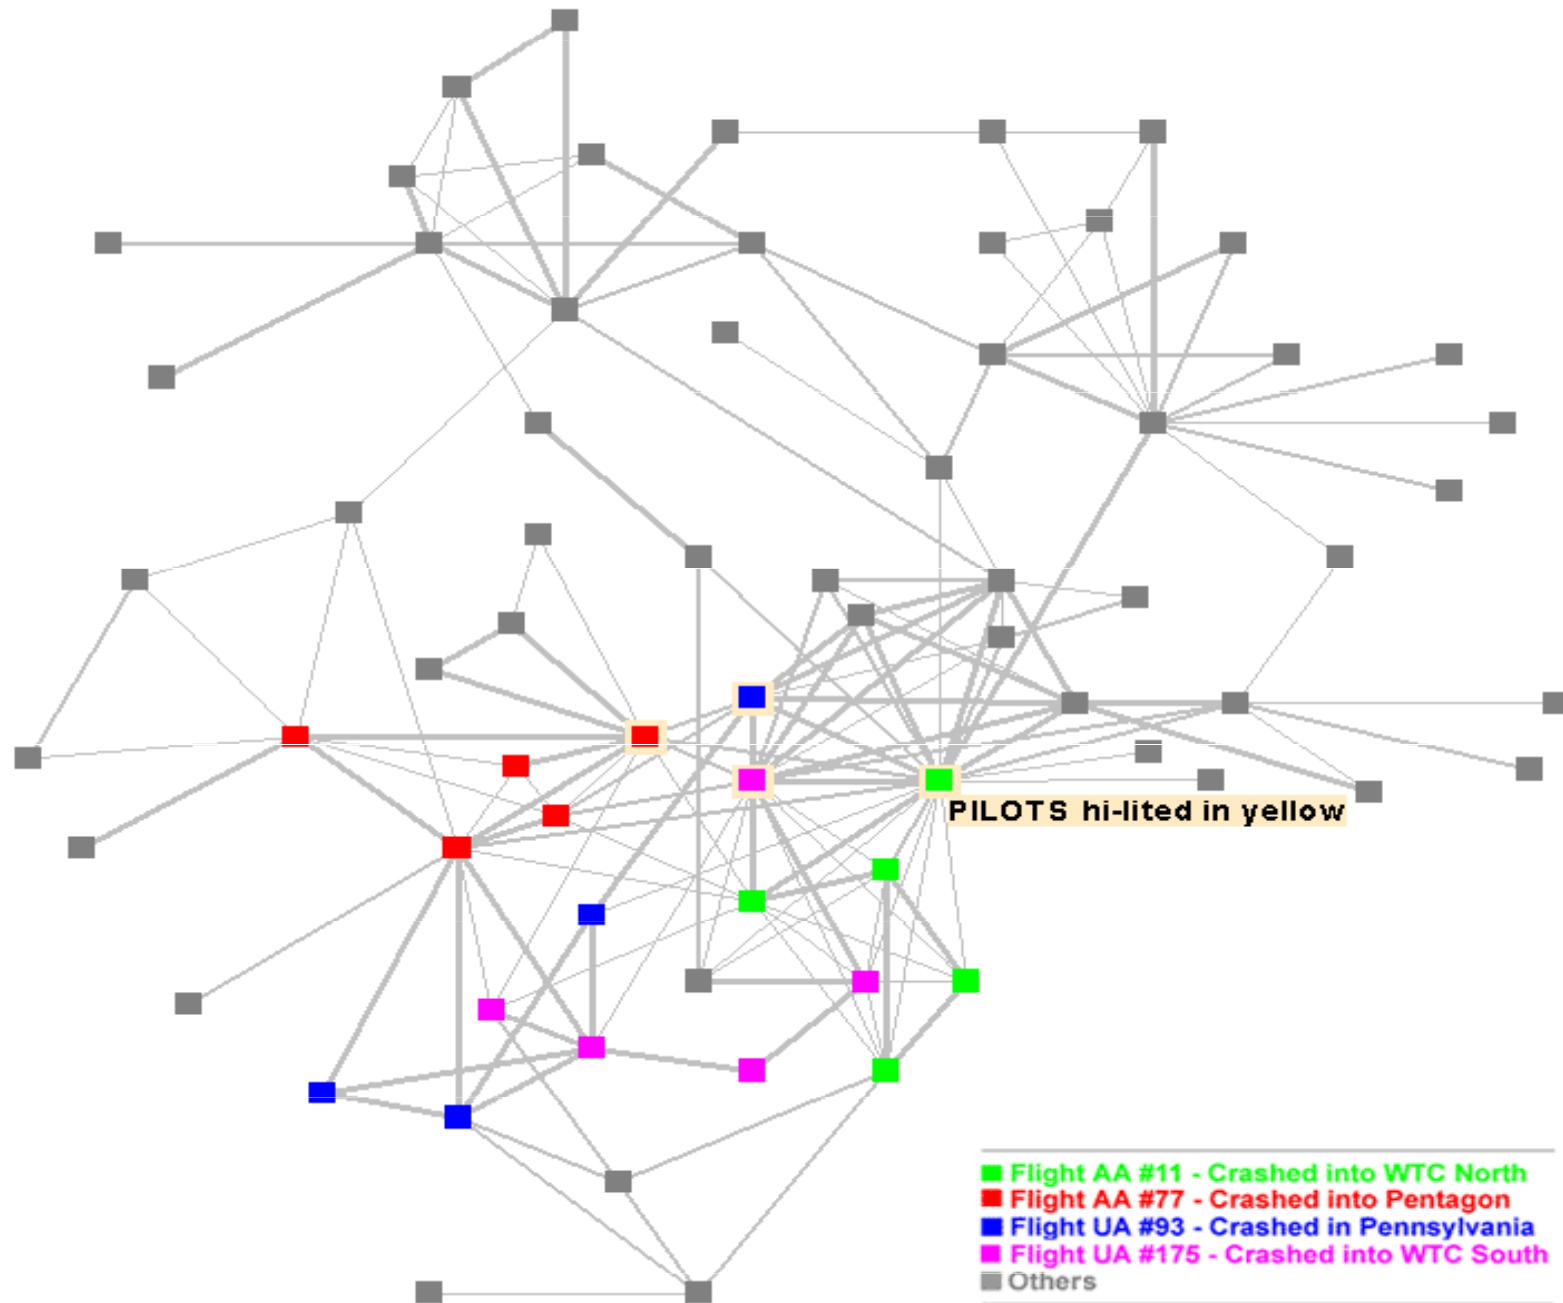 PILOTS hi-lited in yellow
Flight AA #11 - Crashed into WTC North
Flight AA #77 - Crashed into Pentagon
Flight UA #93 - Crashed in Pennsylvania
Flight UA #175 - Crashed into WTC South
Others